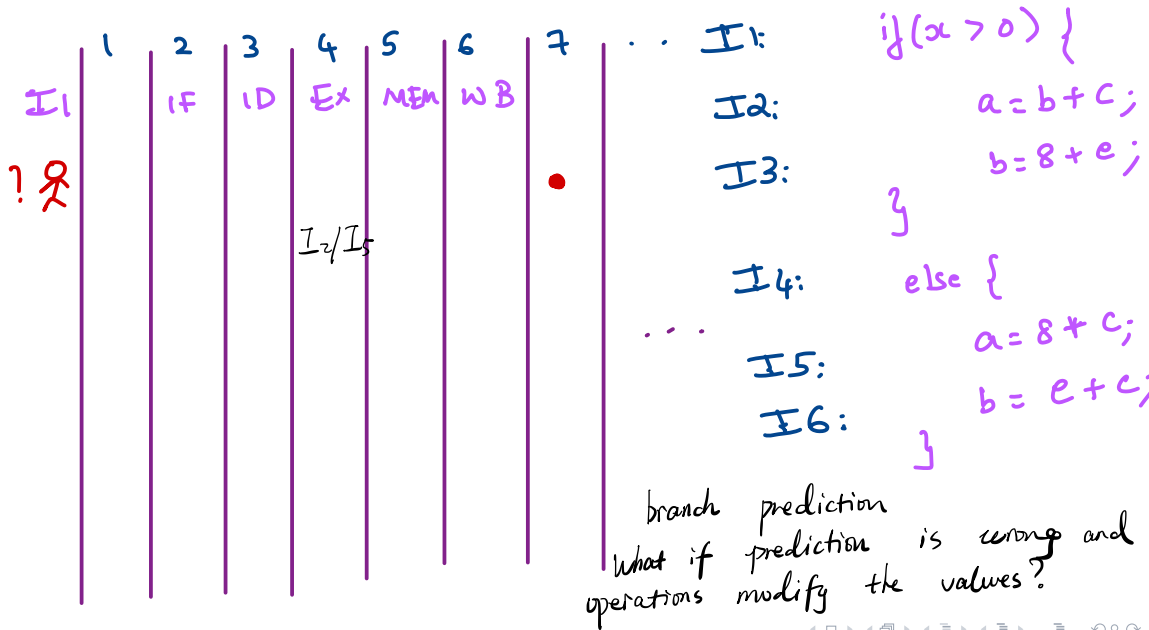 1 2 3 4 5 6 7 . .
I1 IF ID EX MEM WB
?
I2/I5
I1: if(x > 0) {
I2: a = b + c;
I3: b = 8 + e;
}
I4: else {
. . .
a = 8 * c;
I5:
b = e + c;
I6:
}
branch prediction
what if prediction is wrong and
operations modify the values?